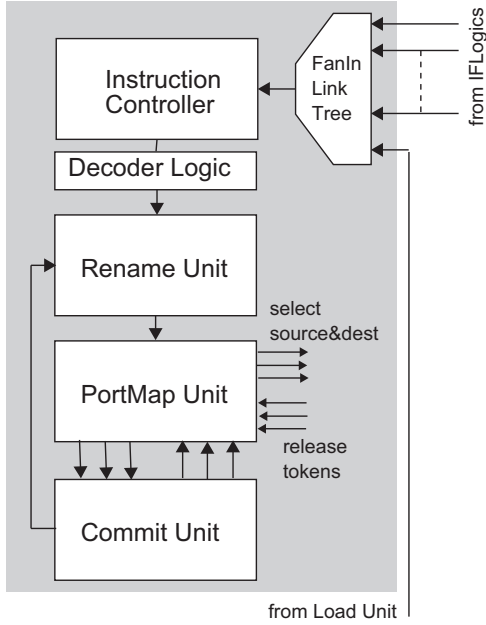 Instruction
Controller
FanIn
Link
Tree
from IFLogics
Decoder Logic
Rename Unit
select
source&dest
PortMap Unit
release
tokens
Commit Unit
from Load Unit